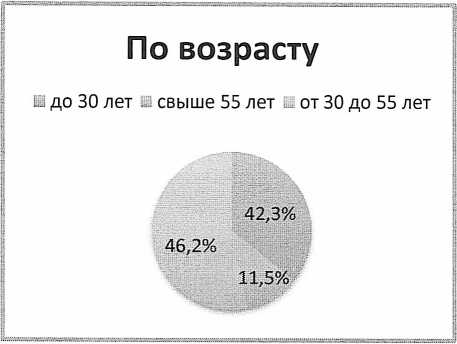 По возрасту
до 30 лет свыше 55 лет от 30 до 55 лет
42,3%
46,2%
11,5%